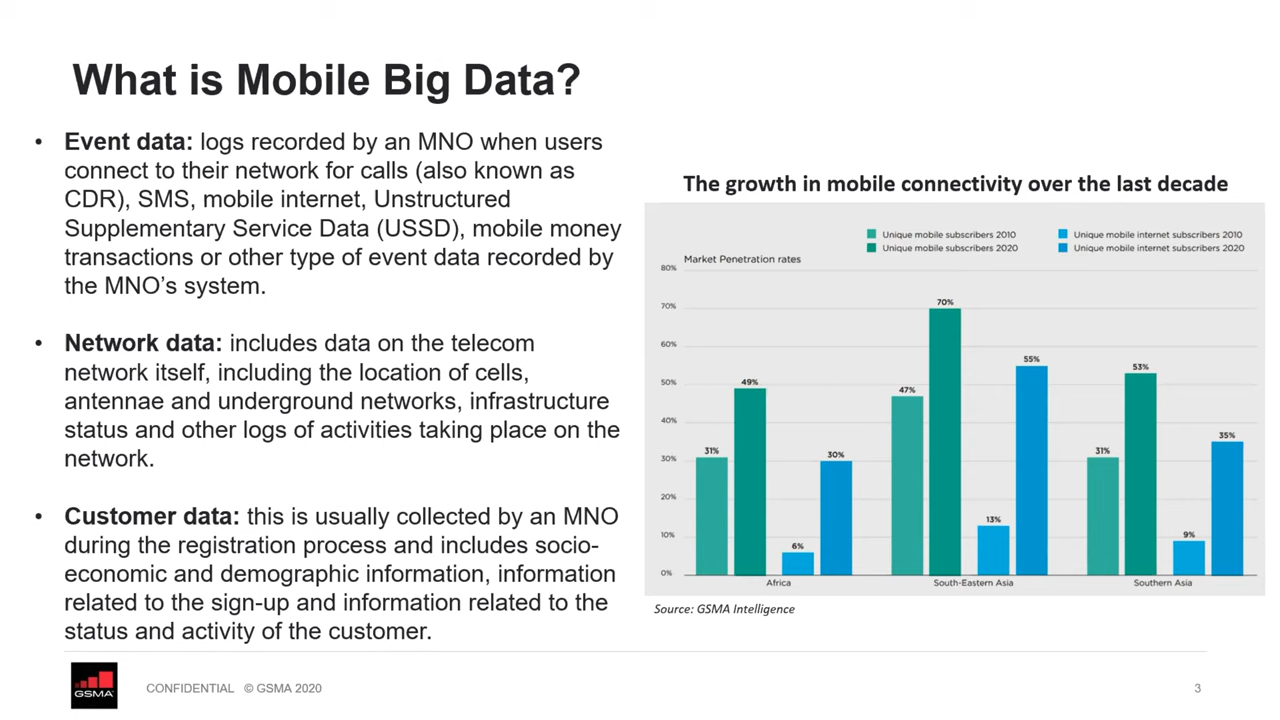 What is Mobile Big Data?
• Event data: logs recorded by an MNO when users
connect to their network for calls (also known as
CDR), SMS, mobile internet, Unstructured
Supplementary Service Data (USSD), mobile money
transactions or other type of event data recorded by
the MNO’s system.
• Network data: includes data on the telecom
network itself, including the location of cells,
antennae and underground networks, infrastructure
status and other logs of activities taking place on the
network.
• Customer data: this is usually collected by an MNO
during the registration process and includes socio-
economic and demographic information, information
related to the sign-up and information related to the
status and activity of the customer.
The growth in mobile connectivity over the last decade
Unique mobile subscribers 2010
Unique mobile internet subscribers 2010
Unique mobile subscribers 2020
Unique mobile internet subscribers 2020
Market Penetration rates
80%
70%
60%
50%
40%
30%
20%
10%
0%
31%
49%
6%
30%
47%
70%
13%
55%
31%
53%
9%
35%
Africa
South-Eastern Asia
Southern Asia
Source: GSMA Intelligence
GSMA
CONFIDENTIAL © GSMA 2020
3